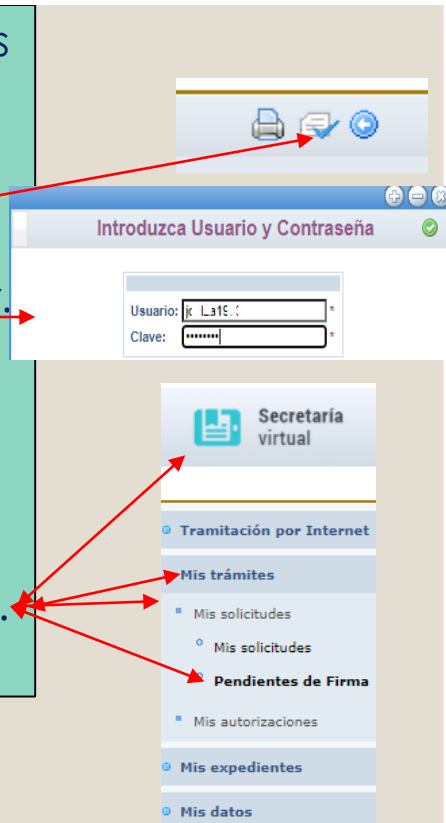 Introduzca Usuario y Contraseña
Usuario: *
Clave: •••••••• *
Secretaría
virtual
Tramitación por Internet
Mis trámites
Mis solicitudes
Mis solicitudes
Pendientes de Firma
Mis autorizaciones
Mis expedientes
Mis datos